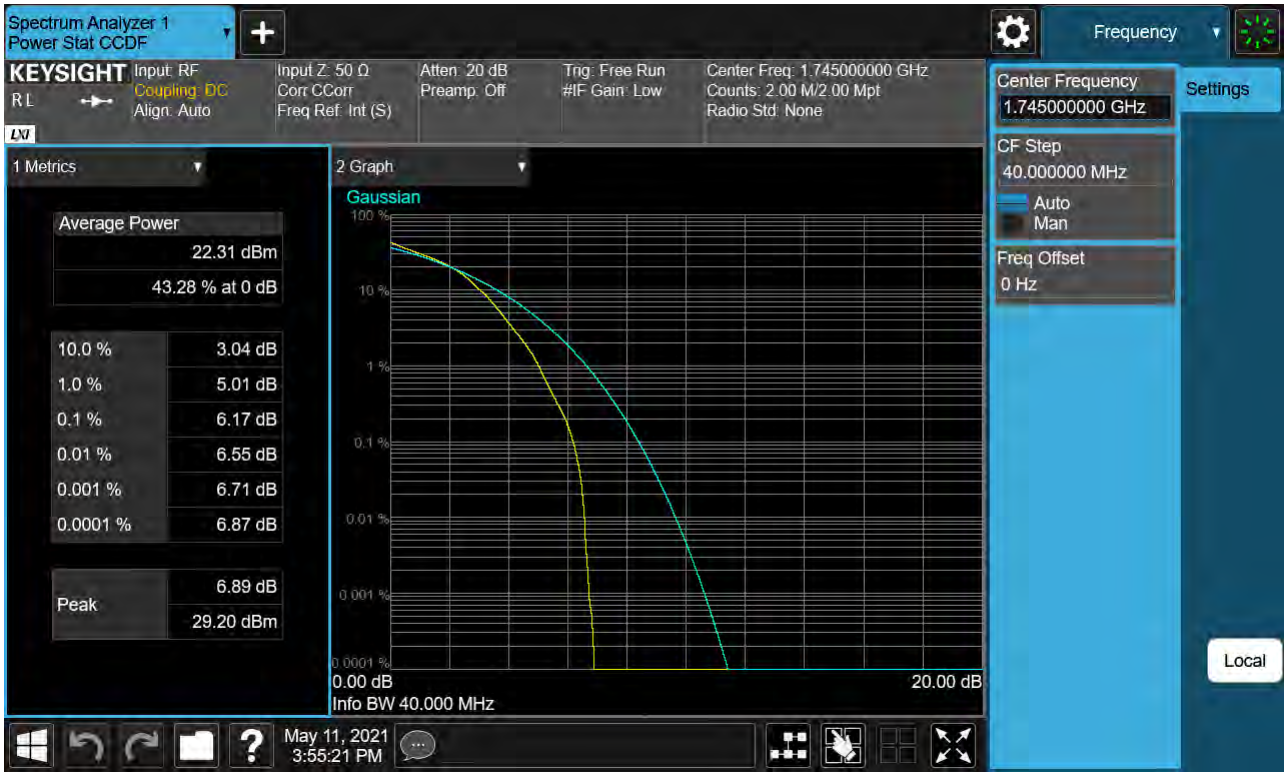 Spectrum Analyzer 1
Power Stat CCDF
+
Frequency
KEYSIGHT
R L
LXI
Input: RF
Coupling: DC
Align: Auto
Input Z: 50 Ω
Corr CCorr
Freq Ref: Int (S)
Atten: 20 dB
Preamp: Off
Trig: Free Run
#IF Gain: Low
Center Freq: 1.745000000 GHz
Counts: 2.00 M/2.00 Mpt
Radio Std: None
Center Frequency
1.745000000 GHz
Settings
CF Step
40.000000 MHz
Auto
Man
Freq Offset
0 Hz
1 Metrics
Average Power
22.31 dBm
43.28 % at 0 dB
10.0 % 3.04 dB
1.0 % 5.01 dB
0.1 % 6.17 dB
0.01 % 6.55 dB
0.001 % 6.71 dB
0.0001 % 6.87 dB
Peak
6.89 dB
29.20 dBm
2 Graph
Gaussian
100 %
10 %
1 %
0.1 %
0.01 %
0.001 %
0.0001 %
0.00 dB 20.00 dB
Info BW 40.000 MHz
Local
?
May 11, 2021
3:55:21 PM